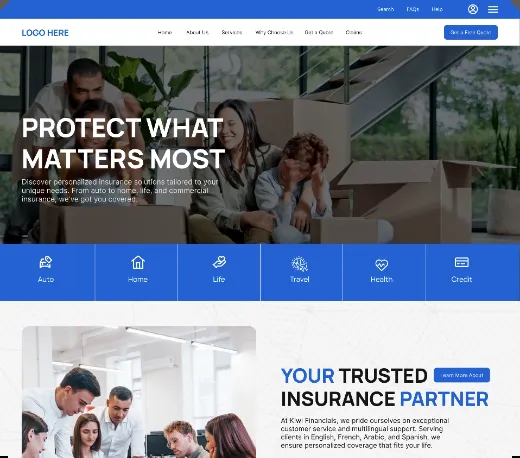 Search FAQs Help
LOGO HERE Home About Us Services Why Choose Us Get a Quote Claims Get a Free Quote
PROTECT WHAT
MATTERS MOST
Discover personalized insurance solutions tailored to your
unique needs. From auto to home, life, and commercial
insurance, we've got you covered.
Auto Home Life Travel Health Credit
YOUR TRUSTED Learn More About
INSURANCE PARTNER
At Kiwi Financials, we pride ourselves on exceptional
customer service and multilingual support. Serving
clients in English, French, Arabic, and Spanish, we
ensure personalized coverage that fits your life.